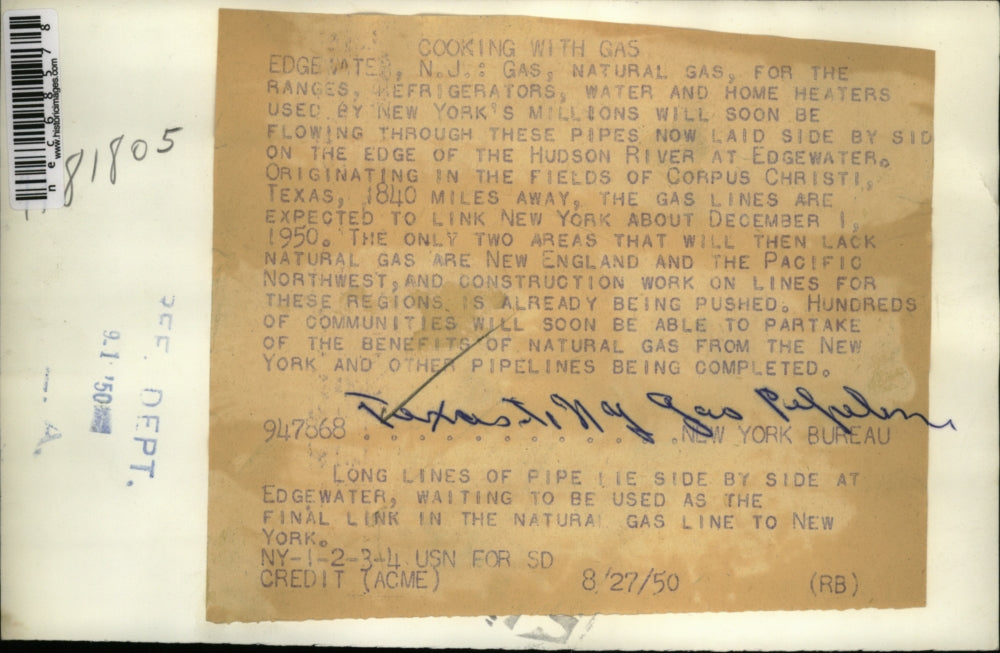 COOKING WITH GAS
EDGEWATER, N.J.: GAS, NATURAL GAS, FOR THE
RANGES, REFRIGERATORS, WATER AND HOME HEATERS
USED BY NEW YORK'S MILLIONS WILL SOON BE
FLOWING THROUGH THESE PIPES NOW LAID SIDE BY SID
ON THE EDGE OF THE HUDSON RIVER AT EDGEWATER.
ORIGINATING IN THE FIELDS OF CORPUS CHRISTI,
TEXAS, 1840 MILES AWAY, THE GAS LINES ARE
EXPECTED TO LINK NEW YORK ABOUT DECEMBER 1,
1950. THE ONLY TWO AREAS THAT WILL THEN LACK
NATURAL GAS ARE NEW ENGLAND AND THE PACIFIC
NORTHWEST, AND CONSTRUCTION WORK ON LINES FOR
THESE REGIONS IS ALREADY BEING PUSHED. HUNDREDS
OF COMMUNITIES WILL SOON BE ABLE TO PARTAKE
OF THE BENEFITS OF NATURAL GAS FROM THE NEW
YORK AND OTHER PIPELINES BEING COMPLETED.
Texas-NY Gas Pipeline
947868 . . . . . . . . . . . . . NEW YORK BUREAU
LONG LINES OF PIPE LIE SIDE BY SIDE AT
EDGEWATER, WAITING TO BE USED AS THE
FINAL LINK IN THE NATURAL GAS LINE TO NEW
YORK.
NY-1-2-3-4 USN FOR SD
CREDIT (ACME) 8/27/50 (RB)
nec6885778
www.historicimages.com
81805
REF. DEPT.
9.1'50